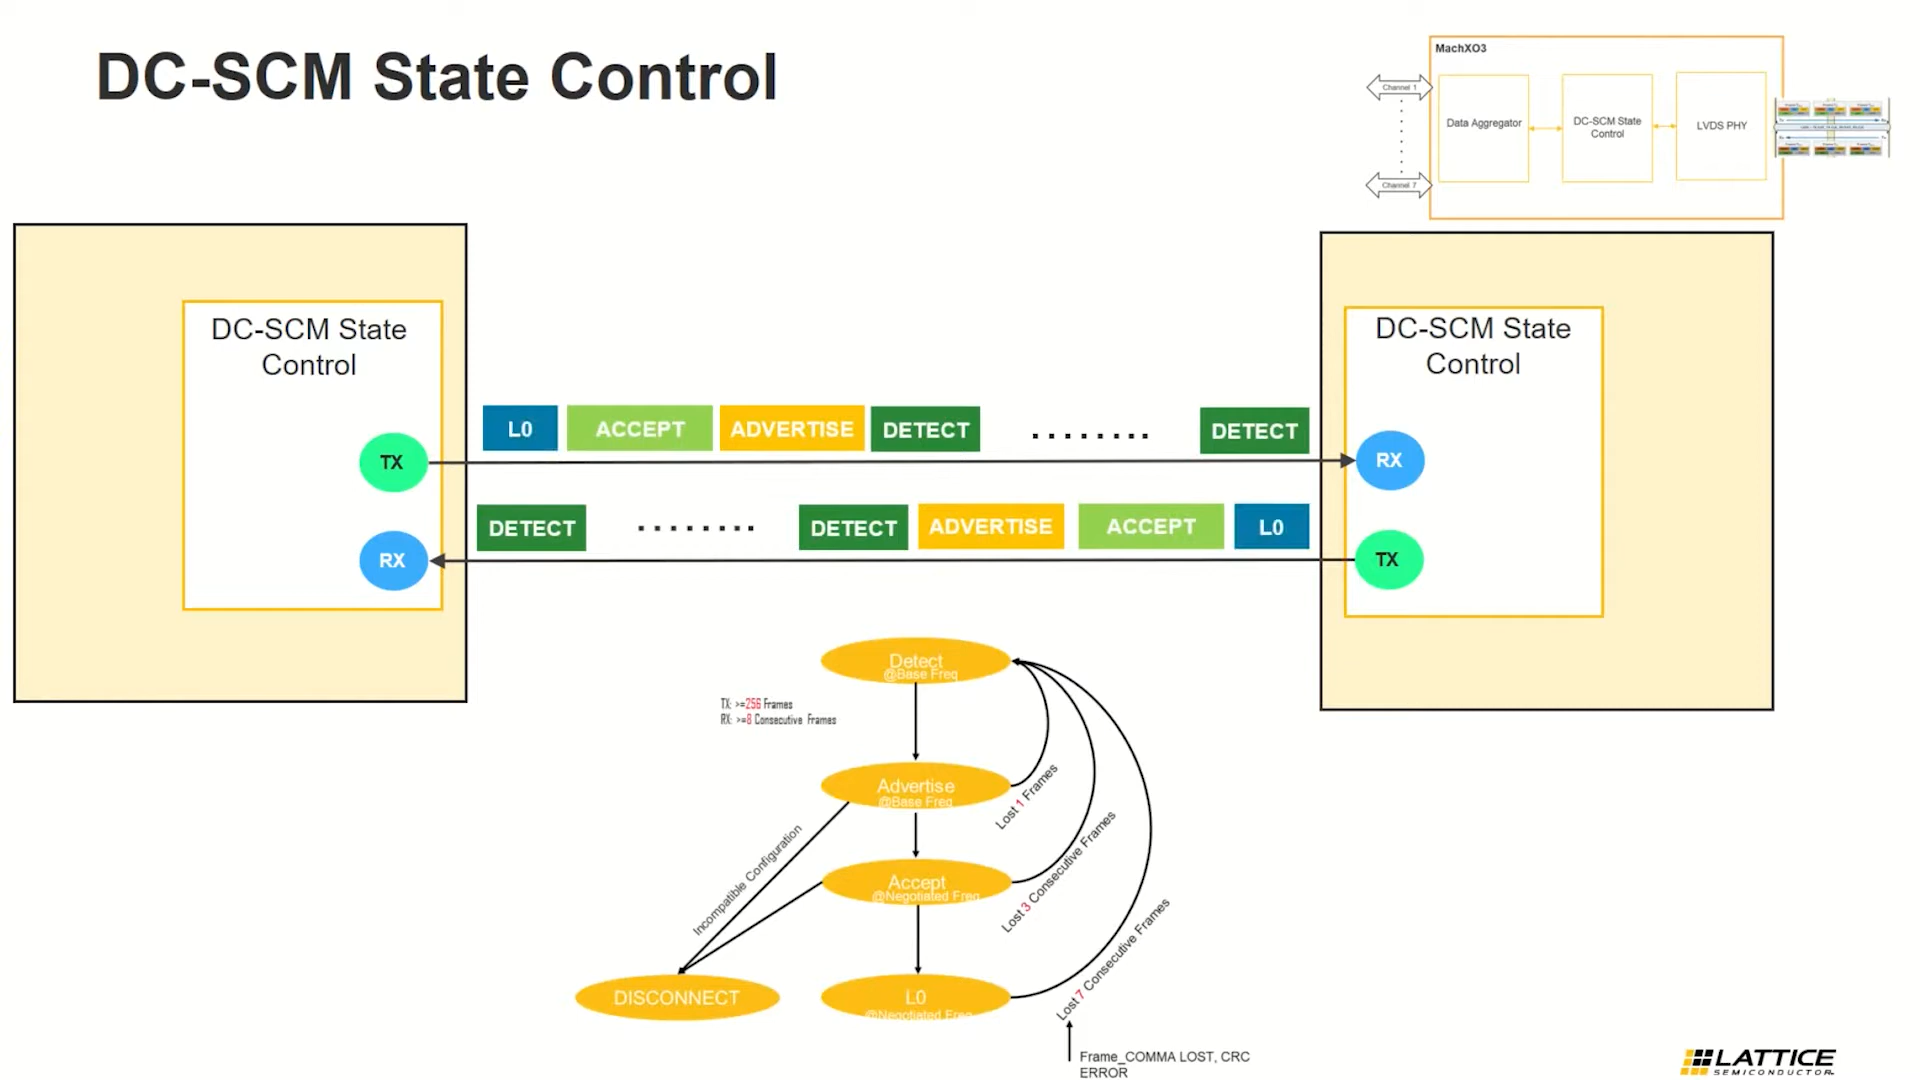 DC-SCM State Control
MachXO3
Channel 1
Channel 7
Data Aggregator
DC-SCM State
Control
LVDS PHY
DC-SCM State
Control
DC-SCM State
Control
L0
ACCEPT
ADVERTISE
DETECT
........
DETECT
TX
RX
DETECT
........
DETECT
ADVERTISE
ACCEPT
L0
RX
TX
Detect
@Base Freq
TX: >=256 Frames
RX: >=8 Consecutive Frames
Advertise
@Base Freq
Lost 1 Frames
Incompatible Configuration
Accept
@Negotiated Freq
Lost 3 Consecutive Frames
DISCONNECT
L0
@Negotiated Freq
Lost 7 Consecutive Frames
Frame_COMMA LOST, CRC
ERROR
LATTICE
SEMICONDUCTOR